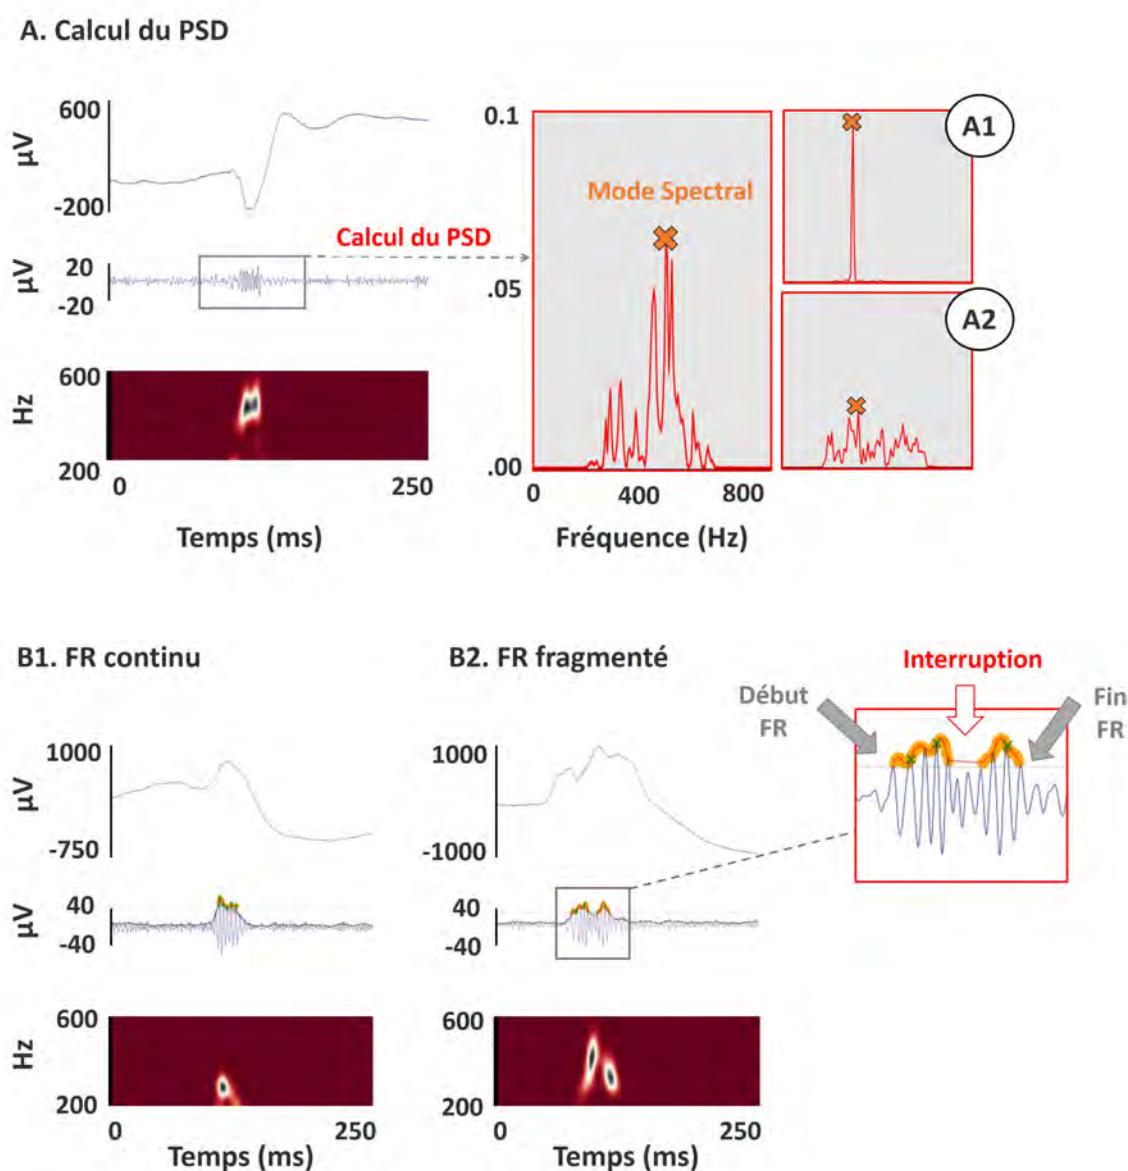 A. Calcul du PSD
600
µV
-200
20
µV
-20
600
Hz
200
0
250
Temps (ms)
Calcul du PSD
0.1
.05
.00
Mode Spectral
0
400
800
Fréquence (Hz)
A1
A2
B1. FR continu
1000
µV
-750
40
µV
-40
600
Hz
200
0
250
Temps (ms)
B2. FR fragmenté
1000
-1000
40
-40
600
200
0
250
Temps (ms)
Interruption
Début
FR
Fin
FR